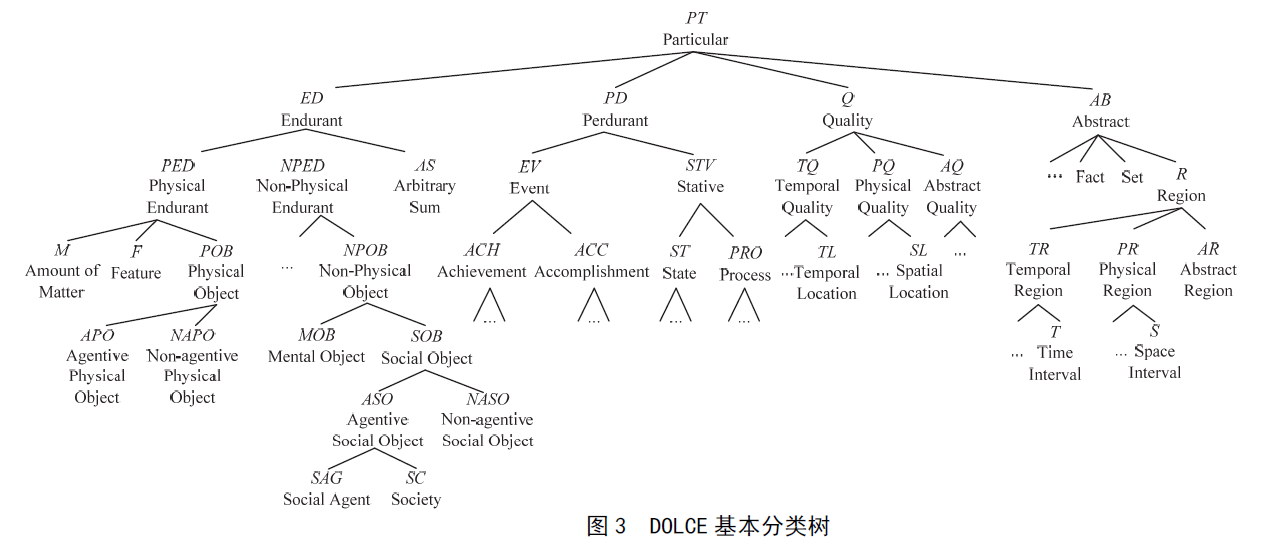 PT
Particular
ED
Endurant
PD
Perdurant
Q
Quality
AB
Abstract
PED
Physical
Endurant
NPED
Non-Physical
Endurant
AS
Arbitrary
Sum
EV
Event
STV
Stative
TQ
Temporal
Quality
PQ
Physical
Quality
AQ
Abstract
Quality
...
Fact
Set
R
Region
M
Amount of
Matter
F
Feature
POB
Physical
Object
...
NPOB
Non-Physical
Object
ACH
Achievement
ACC
Accomplishment
ST
State
PRO
Process
TL
...Temporal
Location
SL
... Spatial
Location
...
TR
Temporal
Region
PR
Physical
Region
AR
Abstract
Region
...
...
...
...
APO
Agentive
Physical
Object
NAPO
Non-agentive
Physical
Object
MOB
Mental Object
SOB
Social Object
T
... Time
Interval
S
... Space
Interval
ASO
Agentive
Social Object
NASO
Non-agentive
Social Object
SAG
Social Agent
SC
Society
图 3 DOLCE 基本分类树